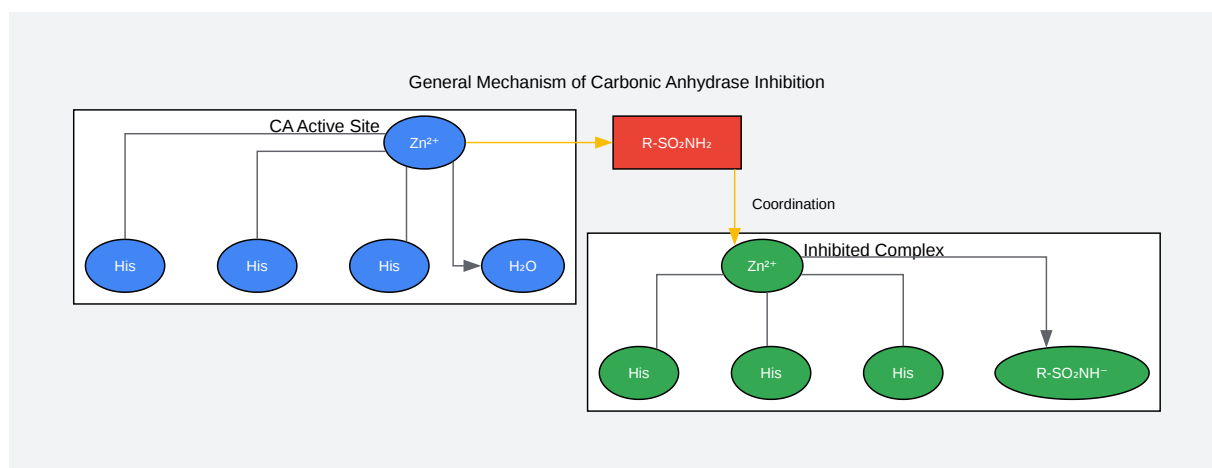 General Mechanism of Carbonic Anhydrase Inhibition
CA Active Site
Zn²⁺
R-SO₂NH₂
Coordination
His
His
His
H₂O
Inhibited Complex
Zn²⁺
His
His
His
R-SO₂NH⁻